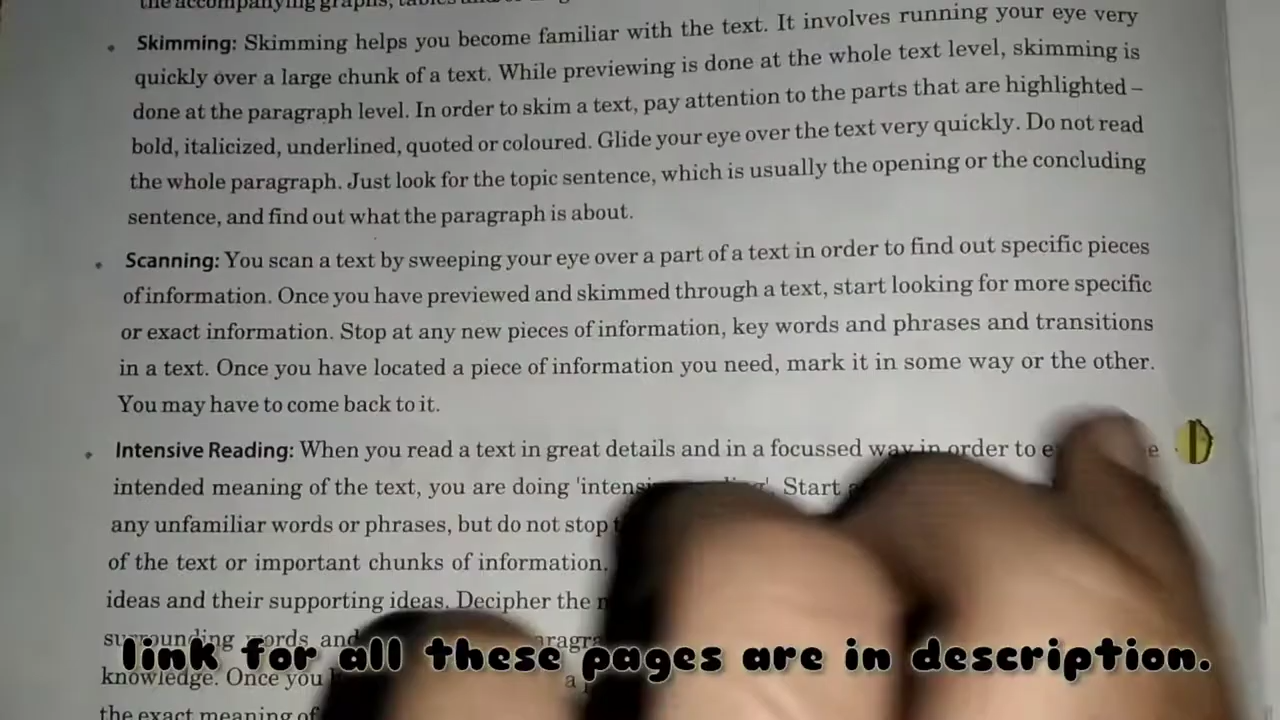 the accompanying graphs, tables
• Skimming: Skimming helps you become familiar with the text. It involves running your eye very
quickly over a large chunk of a text. While previewing is done at the whole text level, skimming is
done at the paragraph level. In order to skim a text, pay attention to the parts that are highlighted –
bold, italicized, underlined, quoted or coloured. Glide your eye over the text very quickly. Do not read
the whole paragraph. Just look for the topic sentence, which is usually the opening or the concluding
sentence, and find out what the paragraph is about.
• Scanning: You scan a text by sweeping your eye over a part of a text in order to find out specific pieces
of information. Once you have previewed and skimmed through a text, start looking for more specific
or exact information. Stop at any new pieces of information, key words and phrases and transitions
in a text. Once you have located a piece of information you need, mark it in some way or the other.
You may have to come back to it.
• Intensive Reading: When you read a text in great details and in a focussed way in order to
intended meaning of the text, you are doing Start
any unfamiliar words or phrases, but do not stop
of the text or important chunks of information.
ideas and their supporting ideas. Decipher the
surrounding words and
link for all these pages are in description.
knowledge. Once you a
the exact meaning of